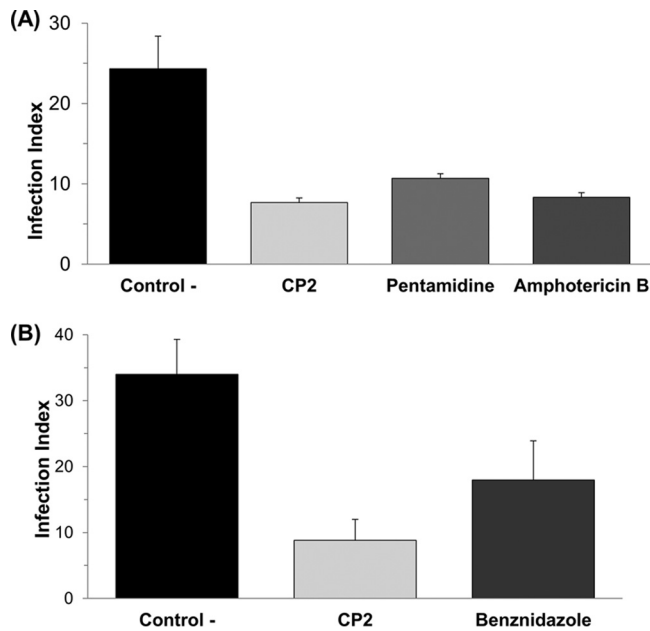 (A)
Infection Index
30
20
10
0
Control -
CP2
Pentamidine
Amphotericin B
(B)
Infection Index
40
30
20
10
0
Control -
CP2
Benznidazole